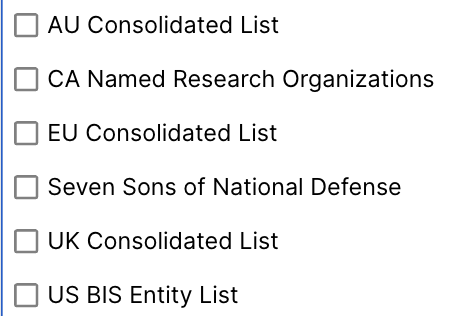 AU Consolidated List
CA Named Research Organizations
EU Consolidated List
Seven Sons of National Defense
UK Consolidated List
US BIS Entity List